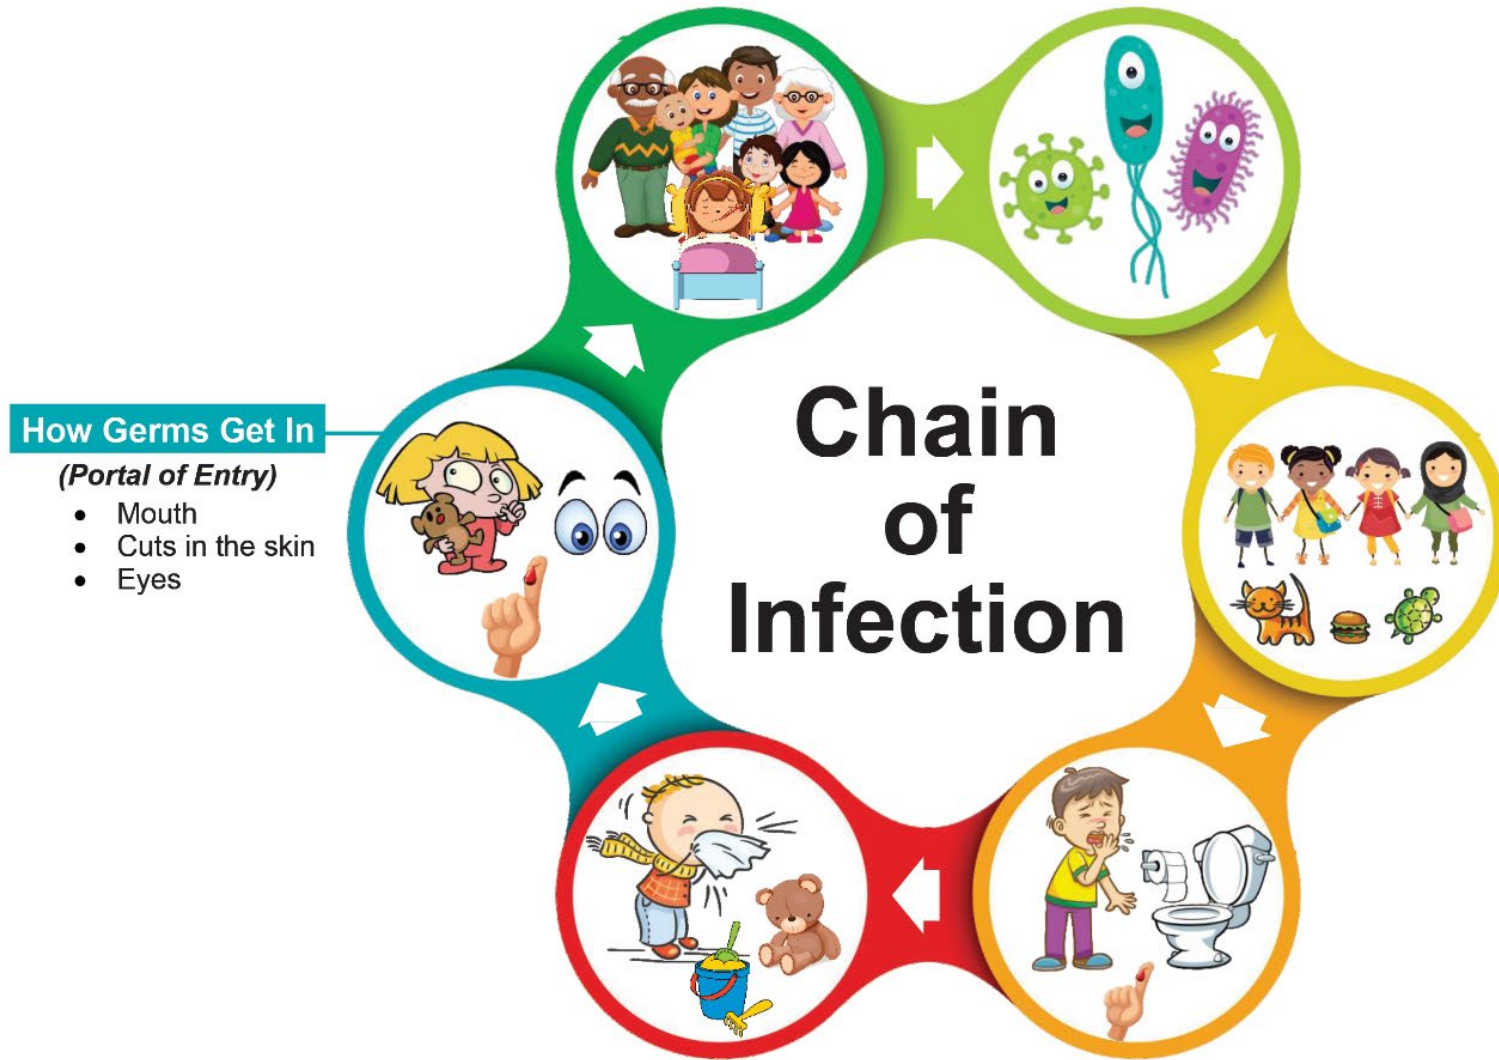 How Germs Get In
(Portal of Entry)
• Mouth
• Cuts in the skin
• Eyes
Chain
of
Infection